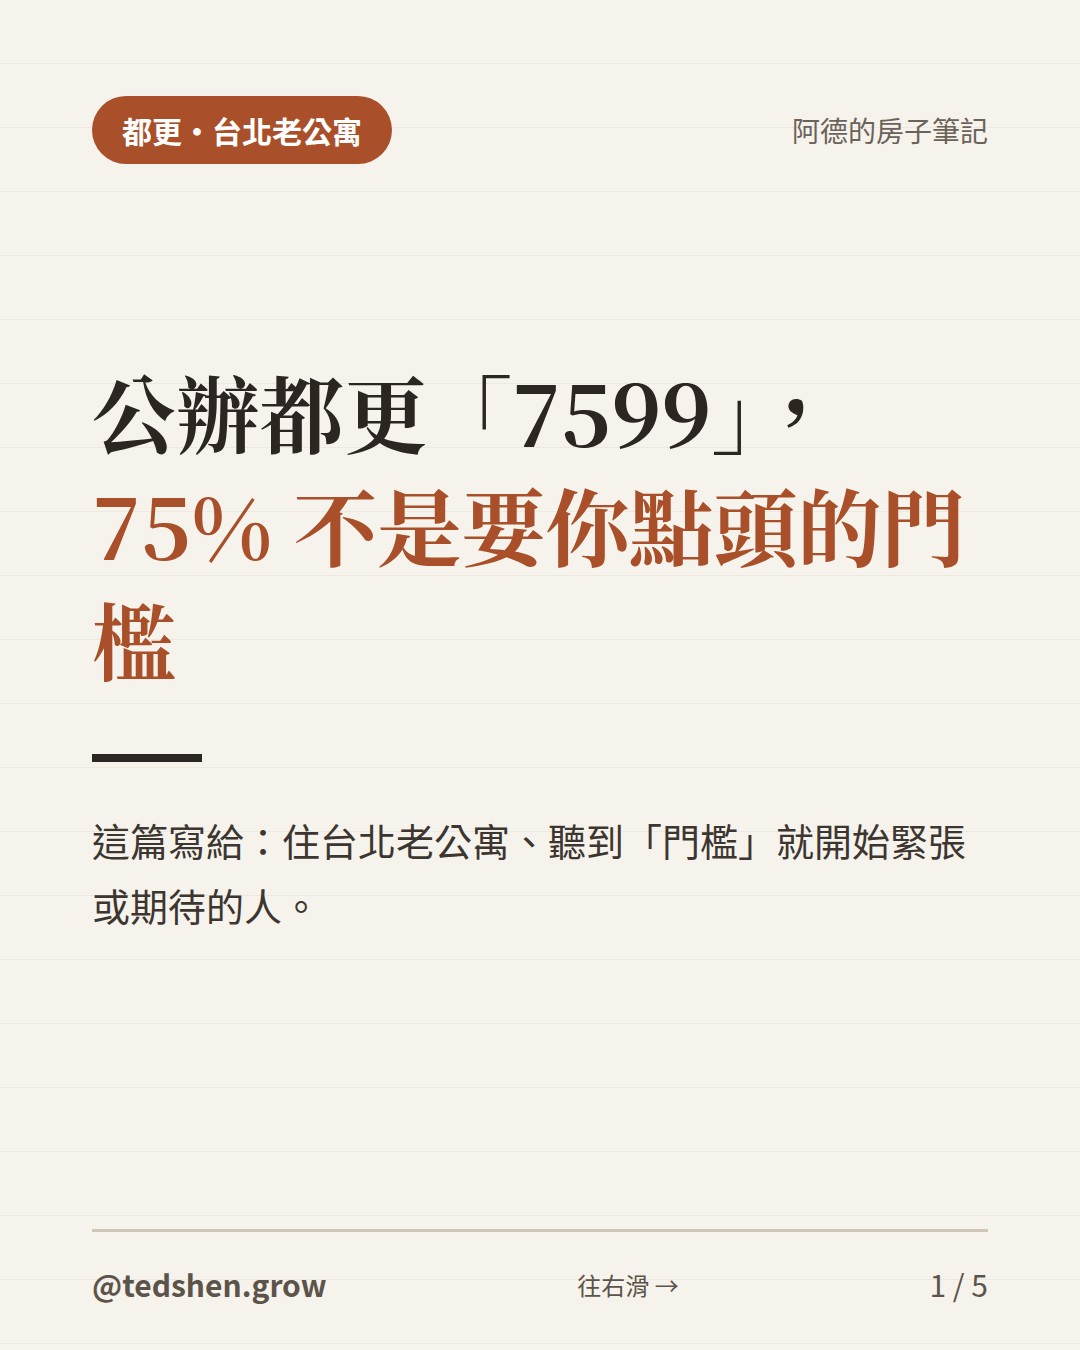 都更・台北老公寓
阿德的房子筆記
公辦都更「7599」，
75% 不是要你點頭的門
檻
這篇寫給：住台北老公寓、聽到「門檻」就開始緊張
或期待的人。
@tedshen.grow
往右滑→
1 / 5